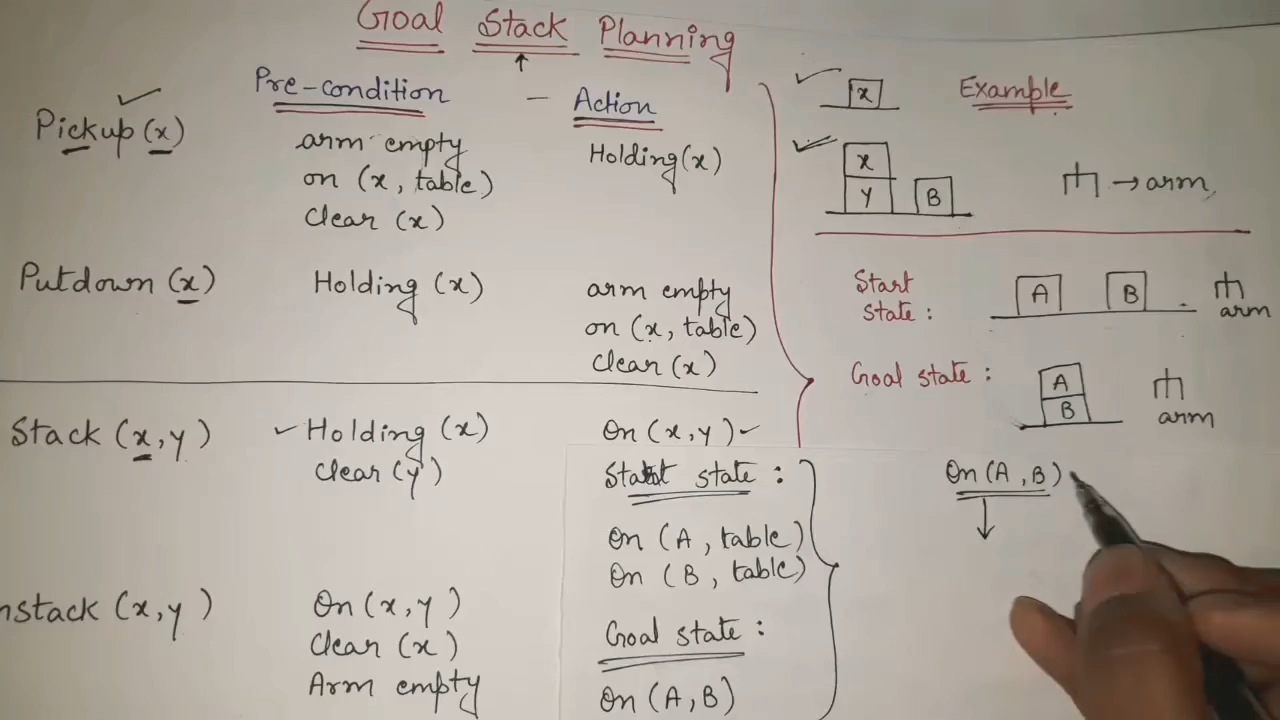 Goal Stack Planning
Pre-condition - Action
Pickup (x)
arm empty
on (x, table)
clear (x)
Holding (x)
Putdown (x)
Holding (x)
arm empty
on (x, table)
clear (x)
Stack (x,y)
Holding (x)
clear (y)
On (x,y)
nstack (x,y)
On (x,y)
Clear (x)
Arm empty
Start state :
On (A, table)
On (B, table)
Goal state :
On (A,B)
Example
x
x
y
B
→ arm
Start
state :
A
B
arm
Goal state :
A
B
arm
On (A,B)